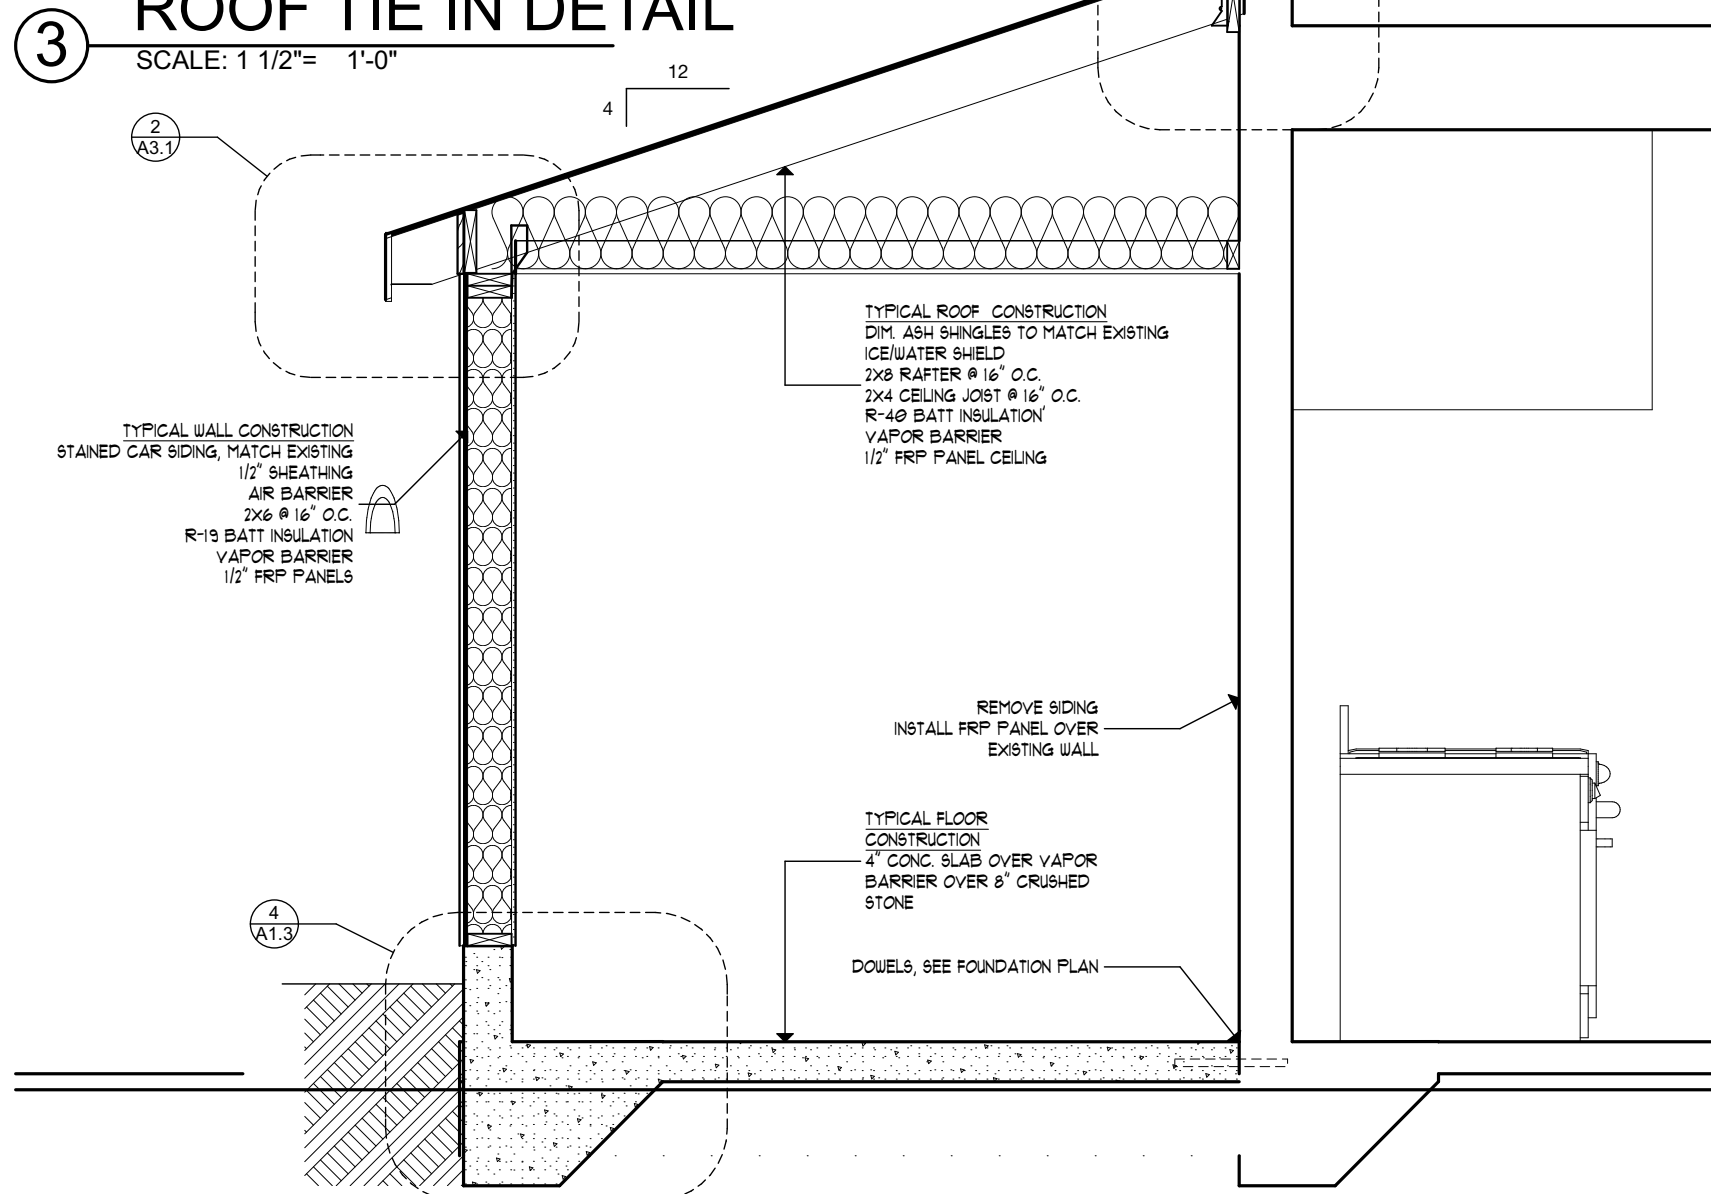 3
ROOF TIE IN DETAIL
SCALE: 1 1/2"= 1'-0"
12
4
2
A3.1
TYPICAL ROOF CONSTRUCTION
DIM. ASH SHINGLES TO MATCH EXISTING
ICE/WATER SHIELD
2X8 RAFTER @ 16" O.C.
2X4 CEILING JOIST @ 16" O.C.
R-40 BATT INSULATION'
VAPOR BARRIER
1/2" FRP PANEL CEILING
TYPICAL WALL CONSTRUCTION
STAINED CAR SIDING, MATCH EXISTING
1/2" SHEATHING
AIR BARRIER
2X6 @ 16" O.C.
R-19 BATT INSULATION
VAPOR BARRIER
1/2" FRP PANELS
REMOVE SIDING
INSTALL FRP PANEL OVER
EXISTING WALL
TYPICAL FLOOR
CONSTRUCTION
4" CONC. SLAB OVER VAPOR
BARRIER OVER 8" CRUSHED
STONE
4
A1.3
DOWELS, SEE FOUNDATION PLAN